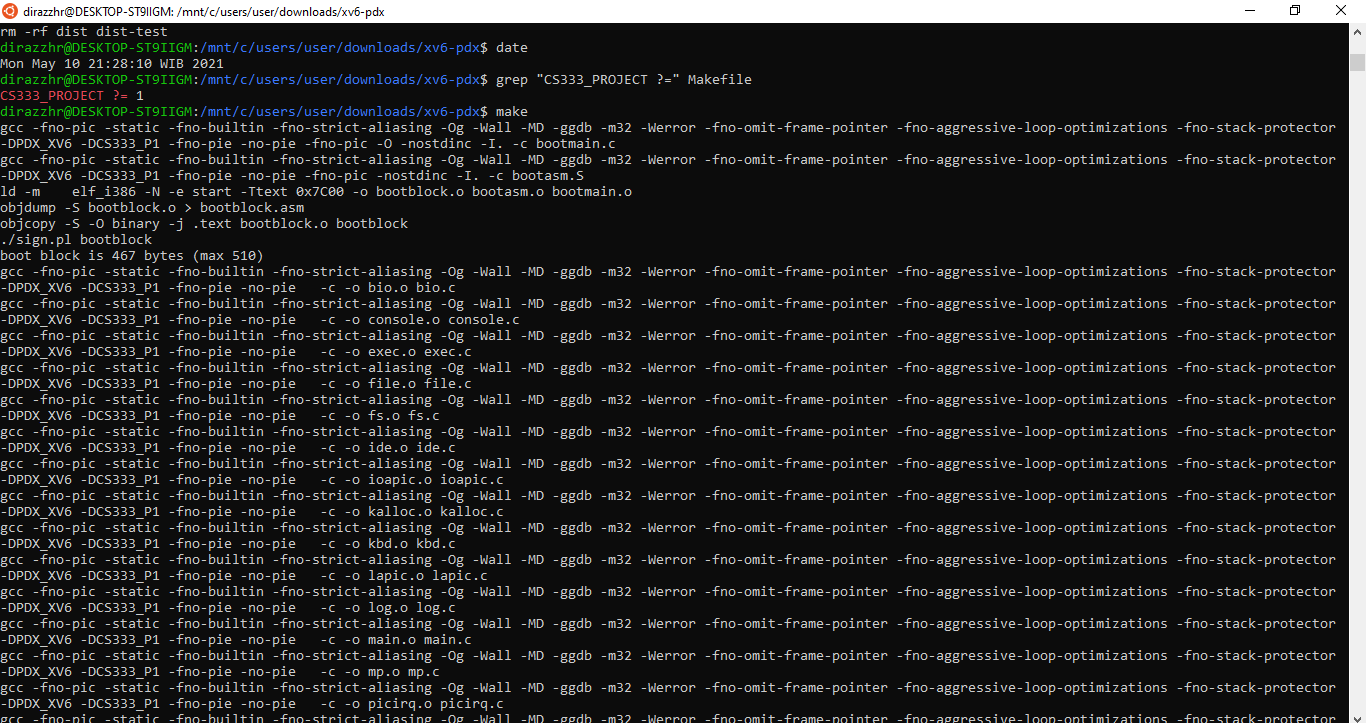 dirazzhr@DESKTOP-ST9IIGM: /mnt/c/users/user/downloads/xv6-pdx
rm -rf dist dist-test
dirazzhr@DESKTOP-ST9IIGM:/mnt/c/users/user/downloads/xv6-pdx$ date
Mon May 10 21:28:10 WIB 2021
dirazzhr@DESKTOP-ST9IIGM:/mnt/c/users/user/downloads/xv6-pdx$ grep "CS333_PROJECT ?=" Makefile
CS333_PROJECT ?= 1
dirazzhr@DESKTOP-ST9IIGM:/mnt/c/users/user/downloads/xv6-pdx$ make
gcc -fno-pic -static -fno-builtin -fno-strict-aliasing -Og -Wall -MD -ggdb -m32 -Werror -fno-omit-frame-pointer -fno-aggressive-loop-optimizations -fno-stack-protector
-DPDX_XV6 -DCS333_P1 -fno-pie -no-pie -fno-pic -O -nostdinc -I. -c bootmain.c
gcc -fno-pic -static -fno-builtin -fno-strict-aliasing -Og -Wall -MD -ggdb -m32 -Werror -fno-omit-frame-pointer -fno-aggressive-loop-optimizations -fno-stack-protector
-DPDX_XV6 -DCS333_P1 -fno-pie -no-pie -fno-pic -nostdinc -I. -c bootasm.S
ld -m    elf_i386 -N -e start -Ttext 0x7C00 -o bootblock.o bootasm.o bootmain.o
objdump -S bootblock.o > bootblock.asm
objcopy -S -O binary -j .text bootblock.o bootblock
./sign.pl bootblock
boot block is 467 bytes (max 510)
gcc -fno-pic -static -fno-builtin -fno-strict-aliasing -Og -Wall -MD -ggdb -m32 -Werror -fno-omit-frame-pointer -fno-aggressive-loop-optimizations -fno-stack-protector
-DPDX_XV6 -DCS333_P1 -fno-pie -no-pie   -c -o bio.o bio.c
gcc -fno-pic -static -fno-builtin -fno-strict-aliasing -Og -Wall -MD -ggdb -m32 -Werror -fno-omit-frame-pointer -fno-aggressive-loop-optimizations -fno-stack-protector
-DPDX_XV6 -DCS333_P1 -fno-pie -no-pie   -c -o console.o console.c
gcc -fno-pic -static -fno-builtin -fno-strict-aliasing -Og -Wall -MD -ggdb -m32 -Werror -fno-omit-frame-pointer -fno-aggressive-loop-optimizations -fno-stack-protector
-DPDX_XV6 -DCS333_P1 -fno-pie -no-pie   -c -o exec.o exec.c
gcc -fno-pic -static -fno-builtin -fno-strict-aliasing -Og -Wall -MD -ggdb -m32 -Werror -fno-omit-frame-pointer -fno-aggressive-loop-optimizations -fno-stack-protector
-DPDX_XV6 -DCS333_P1 -fno-pie -no-pie   -c -o file.o file.c
gcc -fno-pic -static -fno-builtin -fno-strict-aliasing -Og -Wall -MD -ggdb -m32 -Werror -fno-omit-frame-pointer -fno-aggressive-loop-optimizations -fno-stack-protector
-DPDX_XV6 -DCS333_P1 -fno-pie -no-pie   -c -o fs.o fs.c
gcc -fno-pic -static -fno-builtin -fno-strict-aliasing -Og -Wall -MD -ggdb -m32 -Werror -fno-omit-frame-pointer -fno-aggressive-loop-optimizations -fno-stack-protector
-DPDX_XV6 -DCS333_P1 -fno-pie -no-pie   -c -o ide.o ide.c
gcc -fno-pic -static -fno-builtin -fno-strict-aliasing -Og -Wall -MD -ggdb -m32 -Werror -fno-omit-frame-pointer -fno-aggressive-loop-optimizations -fno-stack-protector
-DPDX_XV6 -DCS333_P1 -fno-pie -no-pie   -c -o ioapic.o ioapic.c
gcc -fno-pic -static -fno-builtin -fno-strict-aliasing -Og -Wall -MD -ggdb -m32 -Werror -fno-omit-frame-pointer -fno-aggressive-loop-optimizations -fno-stack-protector
-DPDX_XV6 -DCS333_P1 -fno-pie -no-pie   -c -o kalloc.o kalloc.c
gcc -fno-pic -static -fno-builtin -fno-strict-aliasing -Og -Wall -MD -ggdb -m32 -Werror -fno-omit-frame-pointer -fno-aggressive-loop-optimizations -fno-stack-protector
-DPDX_XV6 -DCS333_P1 -fno-pie -no-pie   -c -o kbd.o kbd.c
gcc -fno-pic -static -fno-builtin -fno-strict-aliasing -Og -Wall -MD -ggdb -m32 -Werror -fno-omit-frame-pointer -fno-aggressive-loop-optimizations -fno-stack-protector
-DPDX_XV6 -DCS333_P1 -fno-pie -no-pie   -c -o lapic.o lapic.c
gcc -fno-pic -static -fno-builtin -fno-strict-aliasing -Og -Wall -MD -ggdb -m32 -Werror -fno-omit-frame-pointer -fno-aggressive-loop-optimizations -fno-stack-protector
-DPDX_XV6 -DCS333_P1 -fno-pie -no-pie   -c -o log.o log.c
gcc -fno-pic -static -fno-builtin -fno-strict-aliasing -Og -Wall -MD -ggdb -m32 -Werror -fno-omit-frame-pointer -fno-aggressive-loop-optimizations -fno-stack-protector
-DPDX_XV6 -DCS333_P1 -fno-pie -no-pie   -c -o main.o main.c
gcc -fno-pic -static -fno-builtin -fno-strict-aliasing -Og -Wall -MD -ggdb -m32 -Werror -fno-omit-frame-pointer -fno-aggressive-loop-optimizations -fno-stack-protector
-DPDX_XV6 -DCS333_P1 -fno-pie -no-pie   -c -o mp.o mp.c
gcc -fno-pic -static -fno-builtin -fno-strict-aliasing -Og -Wall -MD -ggdb -m32 -Werror -fno-omit-frame-pointer -fno-aggressive-loop-optimizations -fno-stack-protector
-DPDX_XV6 -DCS333_P1 -fno-pie -no-pie   -c -o picirq.o picirq.c
gcc -fno-pic -static -fno-builtin -fno-strict-aliasing -Og -Wall -MD -ggdb -m32 -Werror -fno-omit-frame-pointer -fno-aggressive-loop-optimizations -fno-stack-protector